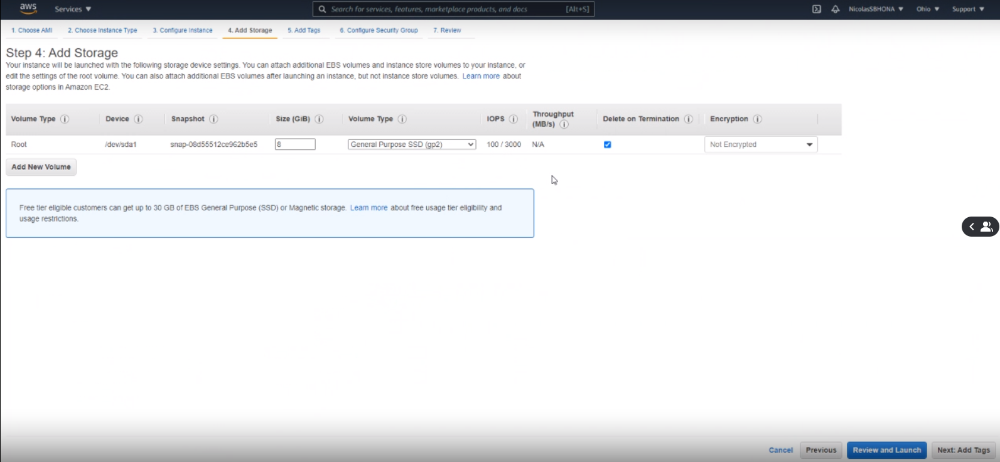 aws Services Search for services, features, marketplace products, and docs [Alt+S] NicolasSBHONA Ohio Support
1. Choose AMI 2. Choose Instance Type 3. Configure Instance 4. Add Storage 5. Add Tags 6. Configure Security Group 7. Review
Step 4: Add Storage
Your instance will be launched with the following storage device settings. You can attach additional EBS volumes and instance store volumes to your instance, or
edit the settings of the root volume. You can also attach additional EBS volumes after launching an instance, but not instance store volumes. Learn more about
storage options in Amazon EC2.
Volume Type Device Snapshot Size (GiB) Volume Type IOPS Throughput (MB/s) Delete on Termination Encryption
Root /dev/sda1 snap-08d55512ce962b5e5 8 General Purpose SSD (gp2) 100 / 3000 N/A Not Encrypted
Add New Volume
Free tier eligible customers can get up to 30 GB of EBS General Purpose (SSD) or Magnetic storage. Learn more about free usage tier eligibility and
usage restrictions.
Cancel Previous Review and Launch Next: Add Tags